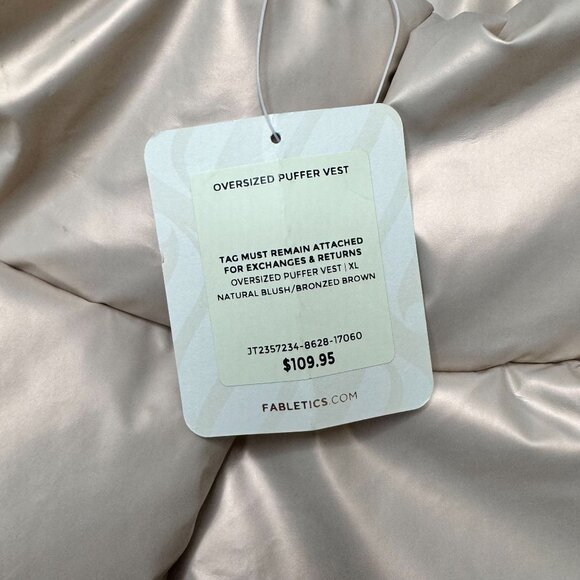 OVERSIZED PUFFER VEST
TAG MUST REMAIN ATTACHED
FOR EXCHANGES & RETURNS
OVERSIZED PUFFER VEST | XL
NATURAL BLUSH/BRONZED BROWN
JT2357234-8628-17060
$109.95
FABLETICS.COM